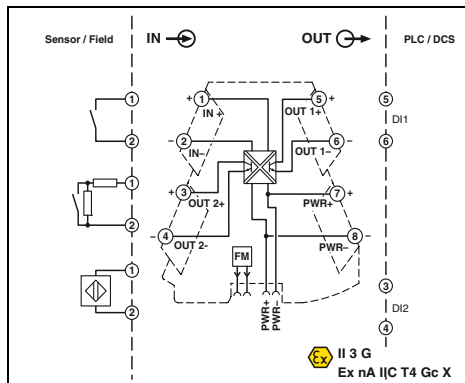 Sensor / Field IN OUT PLC / DCS
1 + 1 5 + 5
IN + OUT 1+
DI1
2 – 2 6 – 6
IN– OUT 1–
1 + 3 7 +
OUT 2+ PWR+
2 – 4 8 –
OUT 2- PWR–
FM
1
3
PWR+
PWR–
DI2
2
4
Ex II 3 G
Ex nA IIC T4 Gc X